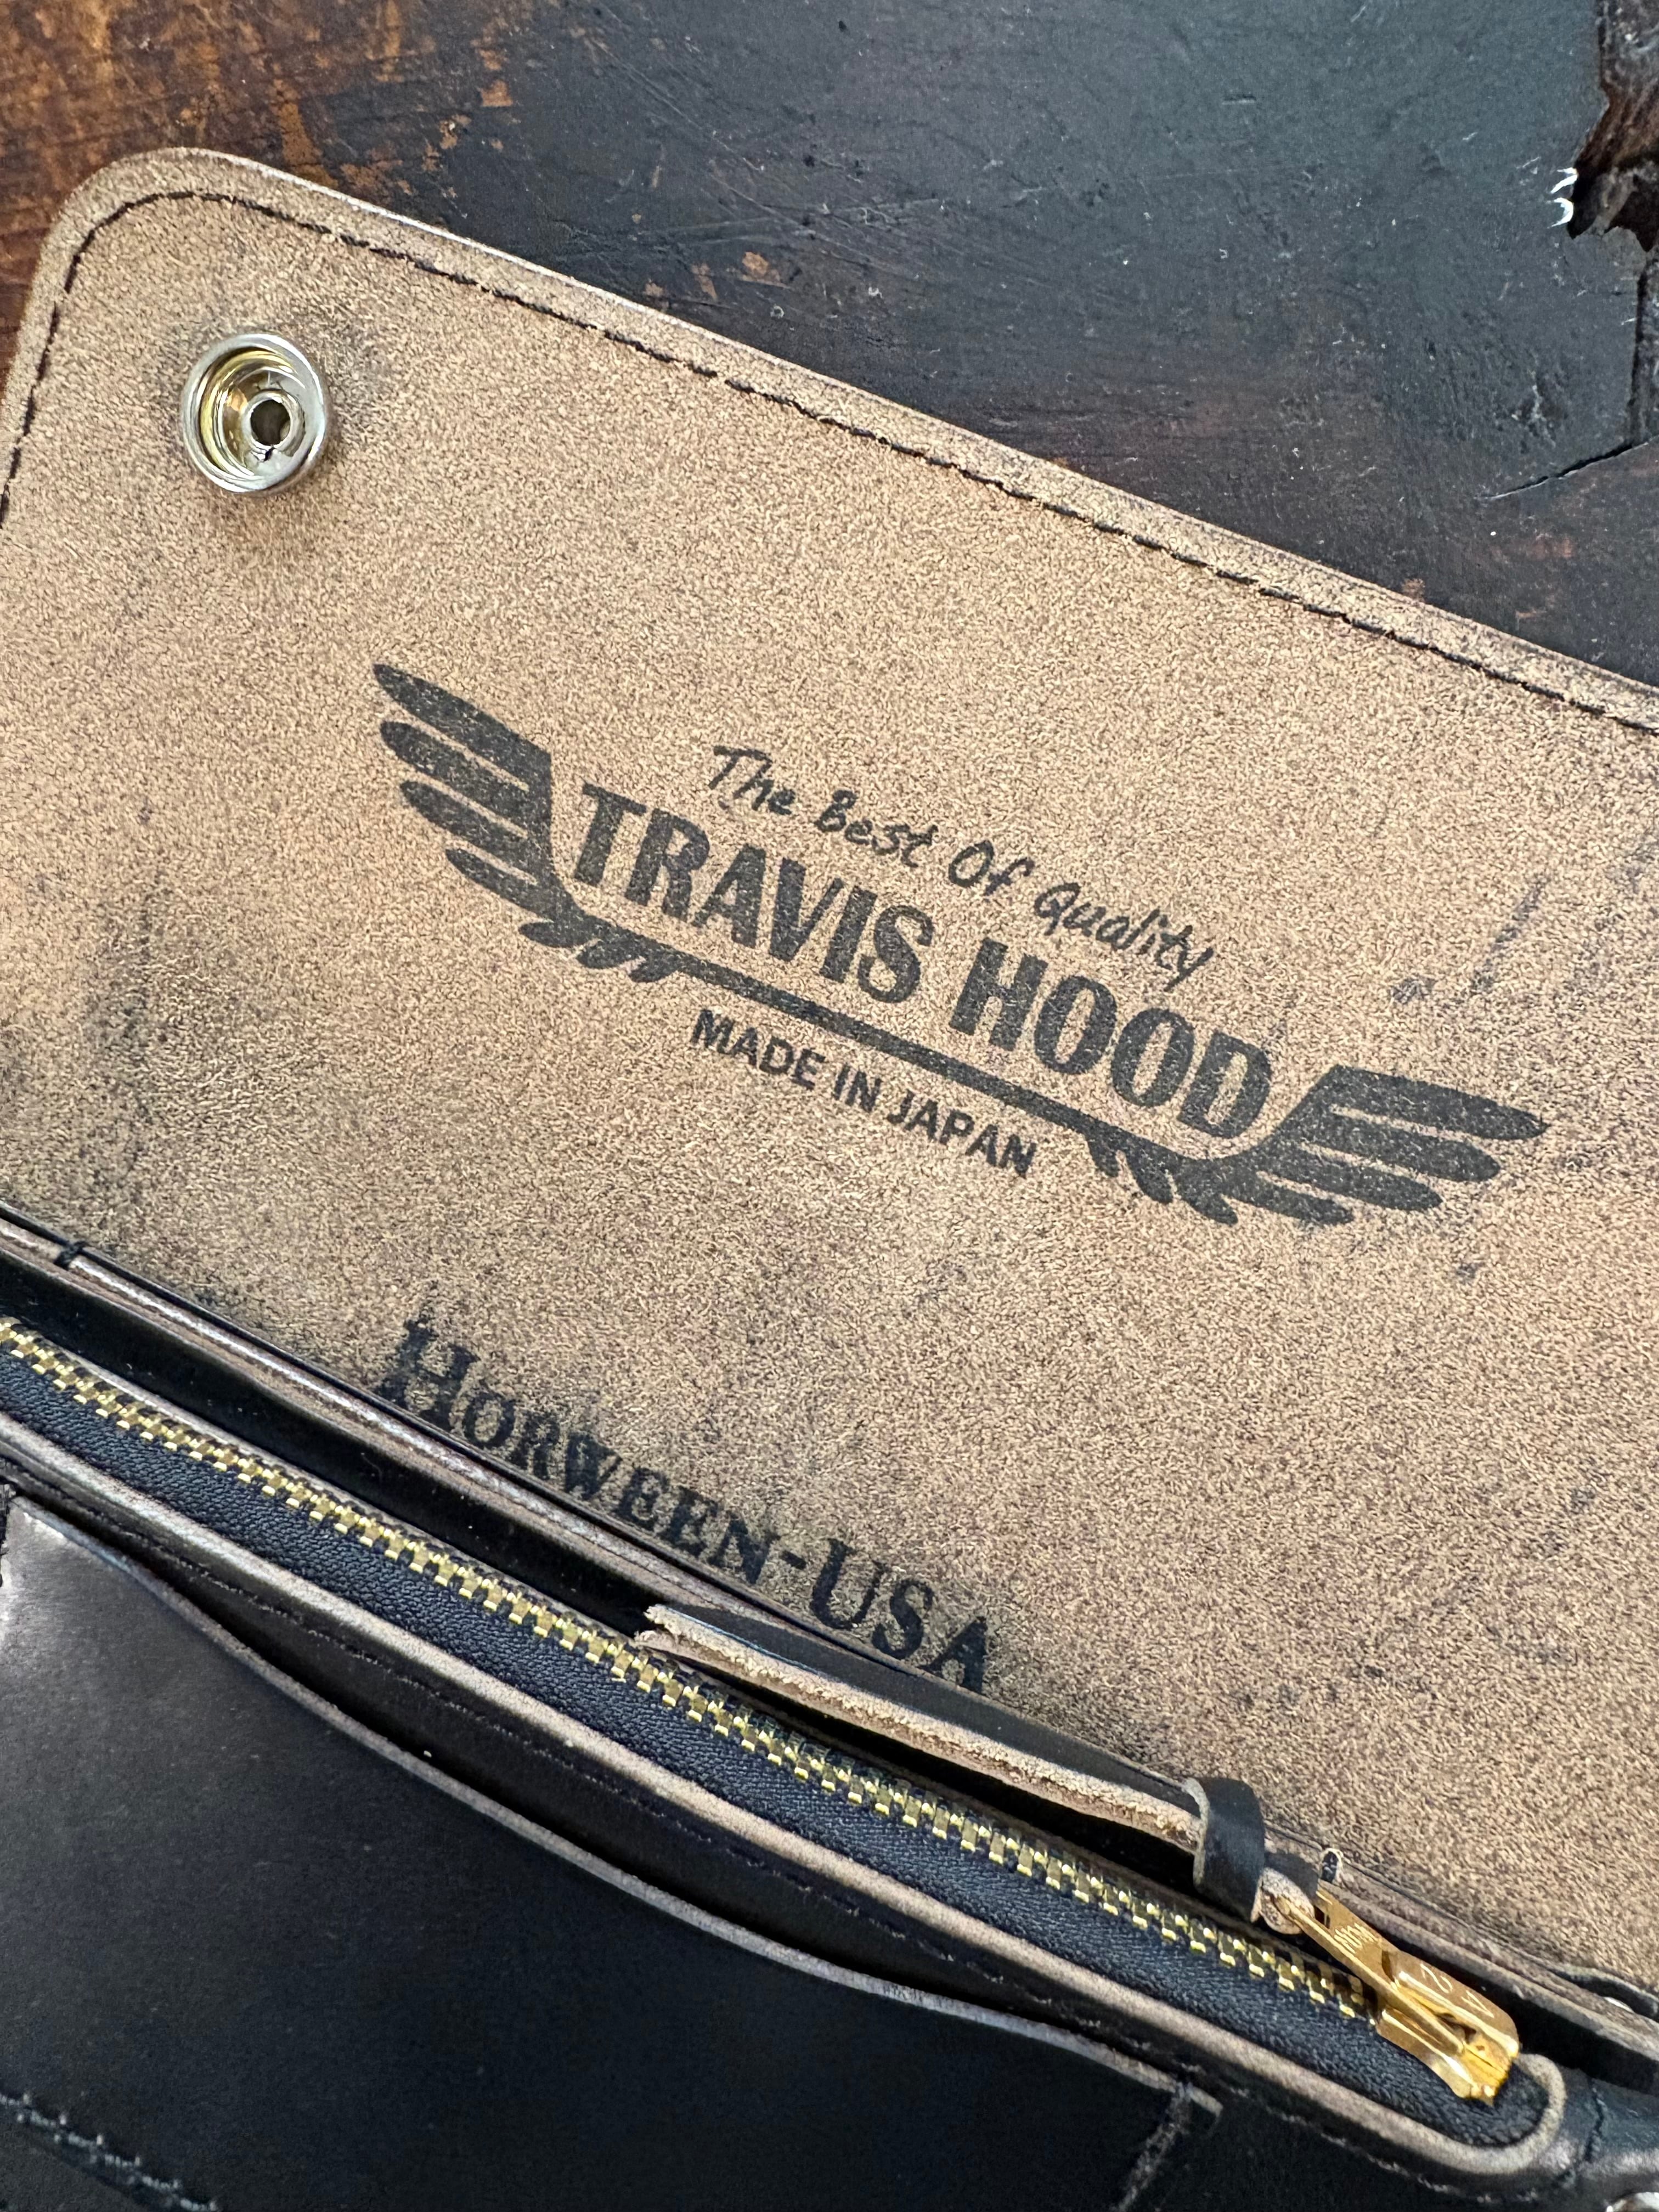 The Best Of Quality
TRAVIS HOOD
MADE IN JAPAN
HORWEEN-USA